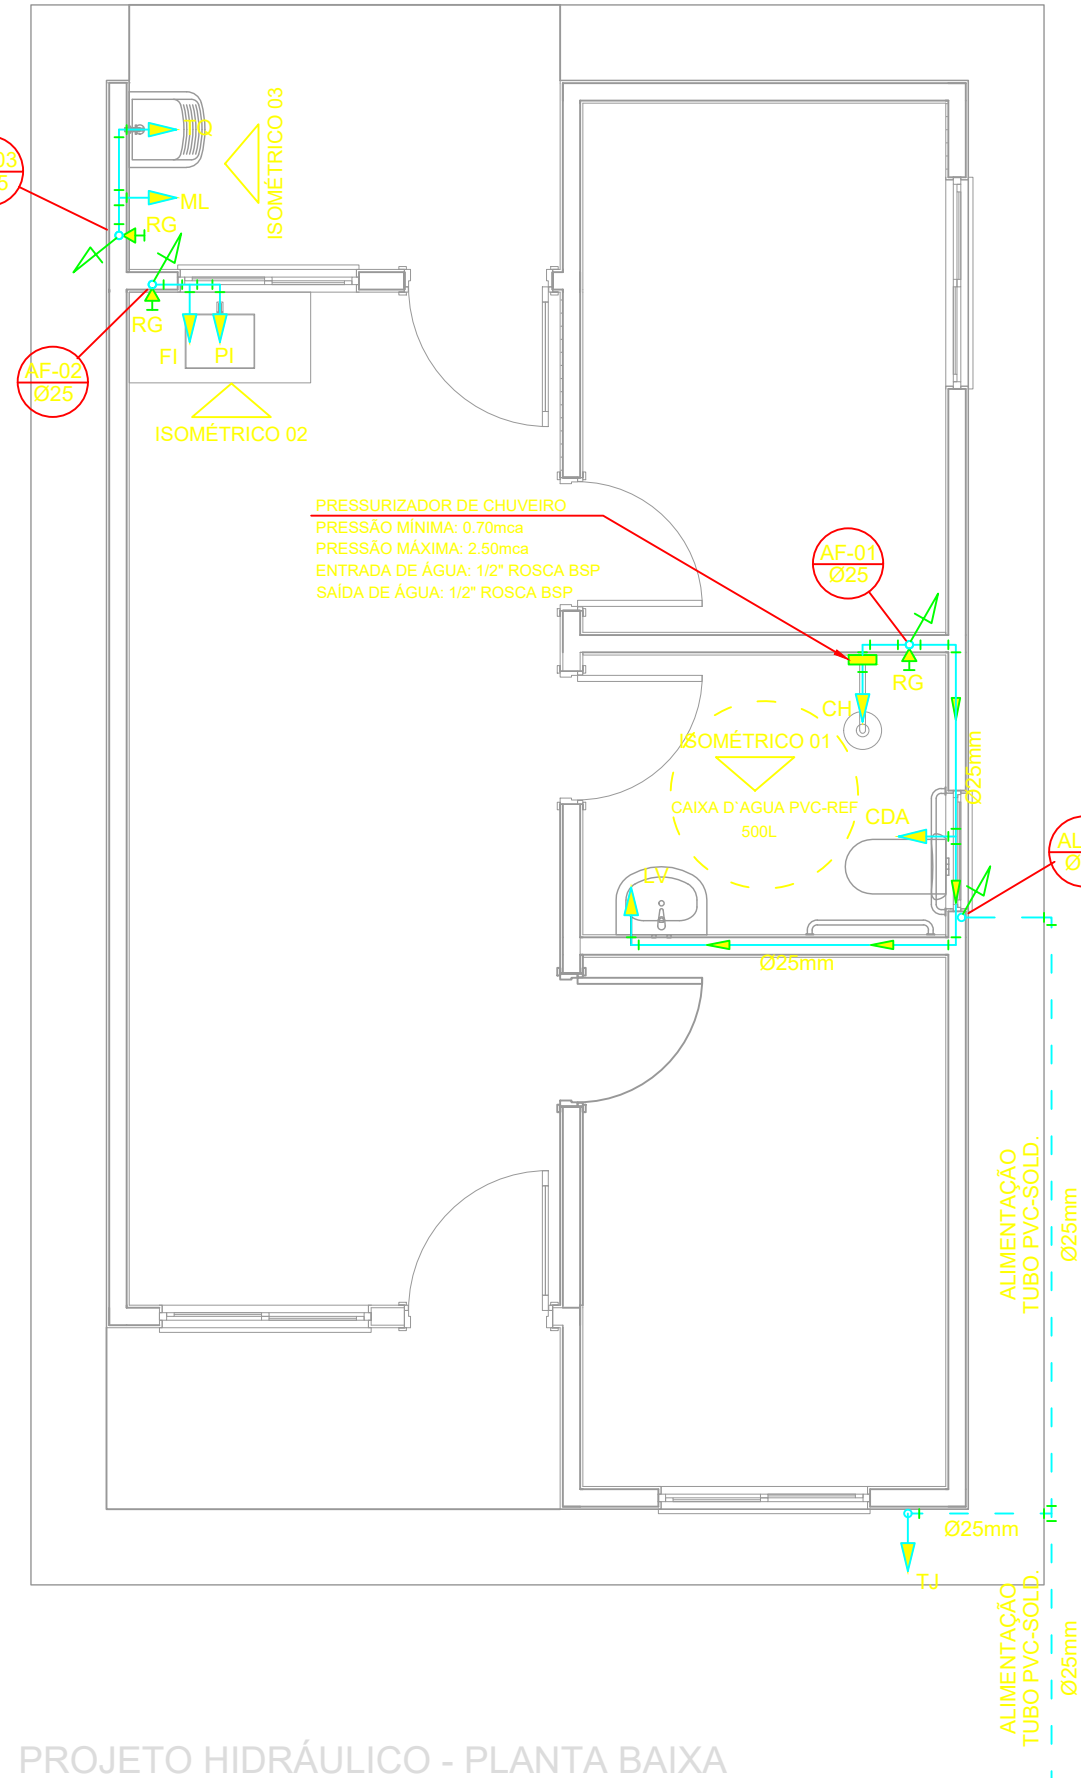 TQ
ISOMÉTRICO 03
03
5
ML
RG
RG
FI
PI
AF-02
Ø25
ISOMÉTRICO 02
PRESSURIZADOR DE CHUVEIRO
PRESSÃO MÍNIMA: 0.70mca
PRESSÃO MÁXIMA: 2.50mca
ENTRADA DE ÁGUA: 1/2" ROSCA BSP
SAÍDA DE ÁGUA: 1/2" ROSCA BSP
AF-01
Ø25
RG
CH
ISOMÉTRICO 01
Ø25mm
CAIXA D`AGUA PVC-REF
500L
CDA
AL
Ø
LV
Ø25mm
ALIMENTAÇÃO
TUBO PVC-SOLD.
Ø25mm
Ø25mm
TJ
ALIMENTAÇÃO
TUBO PVC-SOLD.
Ø25mm
PROJETO HIDRÁULICO - PLANTA BAIXA